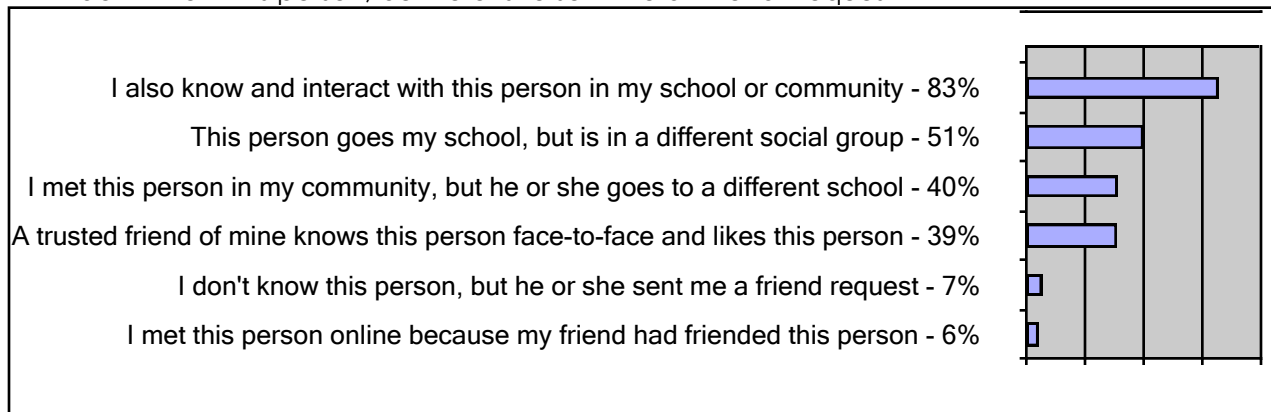 I also know and interact with this person in my school or community - 83%
This person goes my school, but is in a different social group - 51%
I met this person in my community, but he or she goes to a different school - 40%
A trusted friend of mine knows this person face-to-face and likes this person - 39%
I don't know this person, but he or she sent me a friend request - 7%
I met this person online because my friend had friended this person - 6%